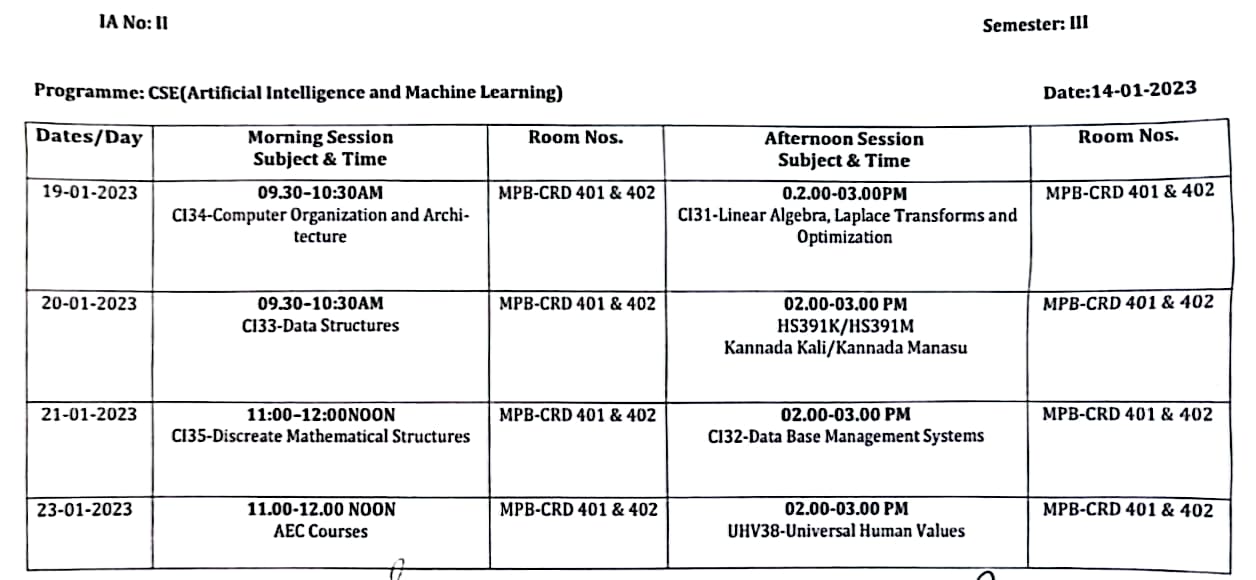 IA No: II
Semester: III
Programme: CSE(Artificial Intelligence and Machine Learning)
Date:14-01-2023
Dates/Day
Morning Session
Subject & Time
Room Nos.
Afternoon Session
Subject & Time
Room Nos.
19-01-2023
09.30-10:30AM
CI34-Computer Organization and Archi-
tecture
MPB-CRD 401 & 402
0.2.00-03.00PM
CI31-Linear Algebra, Laplace Transforms and
Optimization
MPB-CRD 401 & 402
20-01-2023
09.30-10:30AM
CI33-Data Structures
MPB-CRD 401 & 402
02.00-03.00 PM
HS391K/HS391M
Kannada Kali/Kannada Manasu
MPB-CRD 401 & 402
21-01-2023
11:00-12:00NOON
CI35-Discreate Mathematical Structures
MPB-CRD 401 & 402
02.00-03.00 PM
CI32-Data Base Management Systems
MPB-CRD 401 & 402
23-01-2023
11.00-12.00 NOON
AEC Courses
MPB-CRD 401 & 402
02.00-03.00 PM
UHV38-Universal Human Values
MPB-CRD 401 & 402